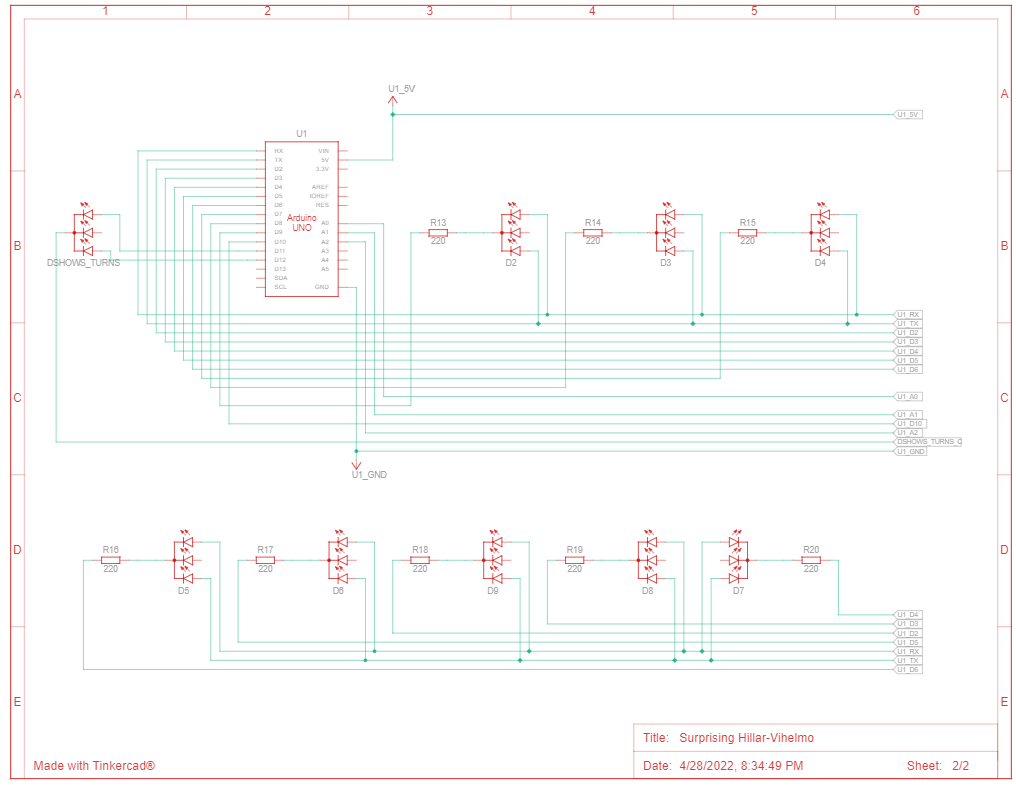 1 2 3 4 5 6
A A
U1_5V
U1_5V
U1
RX VIN
TX 5V
D2 3.3V
D3
D4 AREF
D5 IOREF
D6 RES
D7
D8 A0
D9 A1
D10 A2
D11 A3
D12 A4
D13 A5
SDA
SCL GND
Arduino
UNO
B B
DSHOWS_TURNS
R13
220
D2
R14
220
D3
R15
220
D4
U1_RX
U1_TX
U1_D2
U1_D3
U1_D4
U1_D5
U1_D6
C C
U1_A0
U1_A1
U1_D10
U1_A2
DSHOWS_TURNS_C
U1_GND
U1_GND
D D
R16
220
D5
R17
220
D6
R18
220
D9
R19
220
D8
D7
R20
220
U1_D4
U1_D3
U1_D2
U1_D5
U1_RX
U1_TX
U1_D6
E E
Title: Surprising Hillar-Vihelmo
Made with Tinkercad®
Date: 4/28/2022, 8:34:49 PM Sheet: 2/2